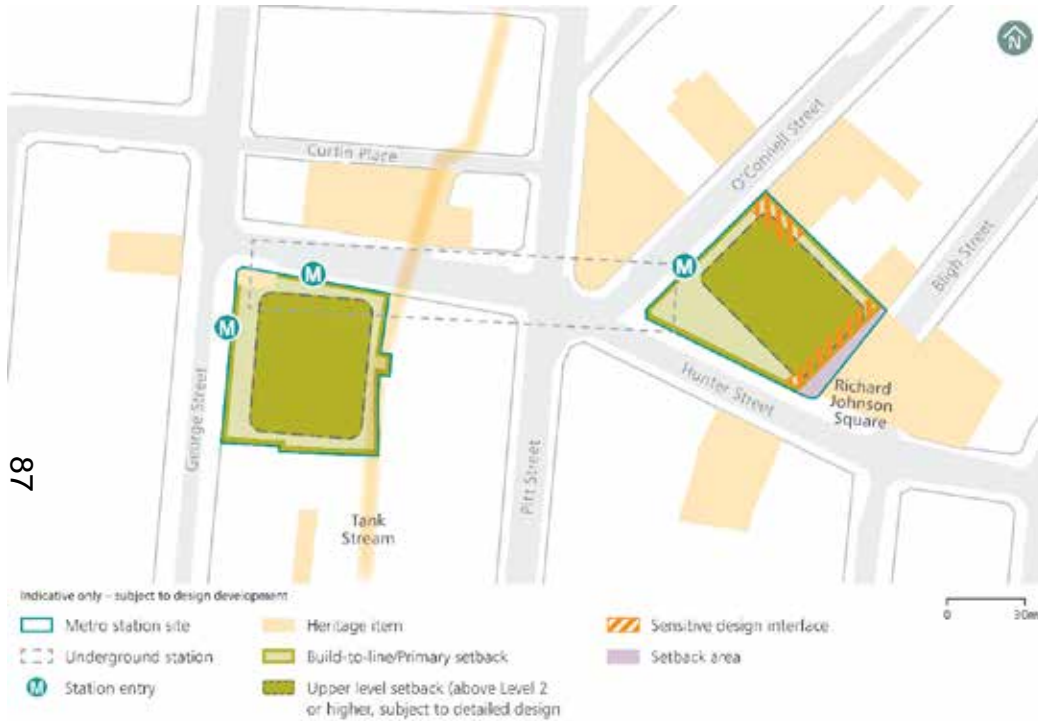 N
O'Connell Street
Curtin Place
Bligh Street
M
M
M
George Street
Pitt Street
Hunter Street
Richard
Johnson
Square
Tank
Stream
87
Indicative only – subject to design development
0 30m
Metro station site
Underground station
M Station entry
Heritage item
Build-to-line/Primary setback
Upper level setback (above Level 2
or higher, subject to detailed design
Sensitive design interface
Setback area